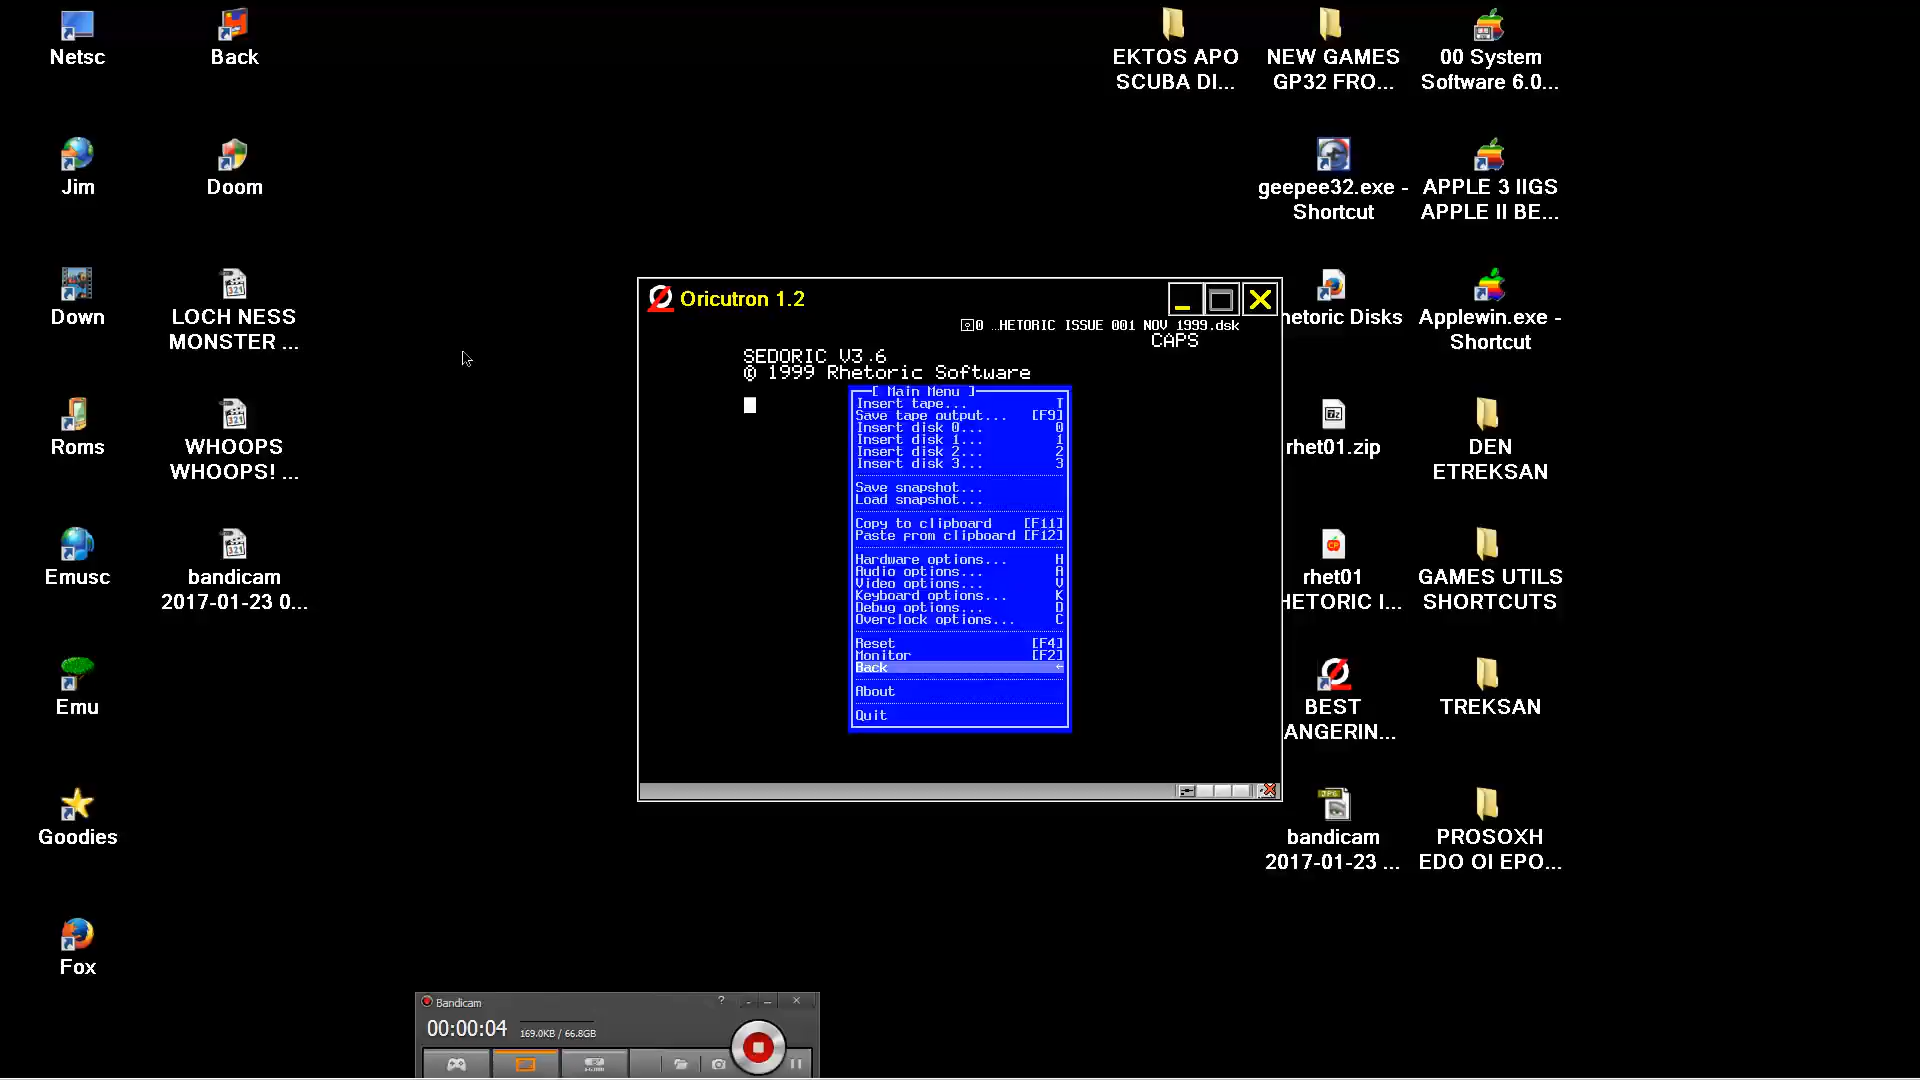 Netsc
Back
EKTOS APO
SCUBA DI...
NEW GAMES
GP32 FRO...
00 System
Software 6.0...
Jim
Doom
geepee32.exe -
Shortcut
APPLE 3 IIGS
APPLE II BE...
Down
LOCH NESS
MONSTER ...
hetoric Disks
Applewin.exe -
Shortcut
Roms
WHOOPS
WHOOPS! ...
rhet01.zip
DEN
ETREKSAN
Emusc
bandicam
2017-01-23 0...
rhet01
HETORIC I...
GAMES UTILS
SHORTCUTS
Emu
BEST
ANGERIN...
TREKSAN
Goodies
bandicam
2017-01-23 ...
PROSOXH
EDO OI EPO...
Fox
Oricutron 1.2
0 ..HETORIC ISSUE 001 NOV 1999.dsk
CAPS
SEDORIC V3.6
© 1999 Rhetoric Software
[ Main Menu ]
Insert tape... T
Save tape output... [F9]
Insert disk 0... 0
Insert disk 1... 1
Insert disk 2... 2
Insert disk 3... 3
Save snapshot...
Load snapshot...
Copy to clipboard [F11]
Paste from clipboard [F12]
Hardware options... H
Audio options... A
Video options... V
Keyboard options... K
Debug options... D
Overclock options... C
Reset [F4]
Monitor [F2]
Back ←
About
Quit
Bandicam ?
00:00:04 169.0KB / 66.8GB